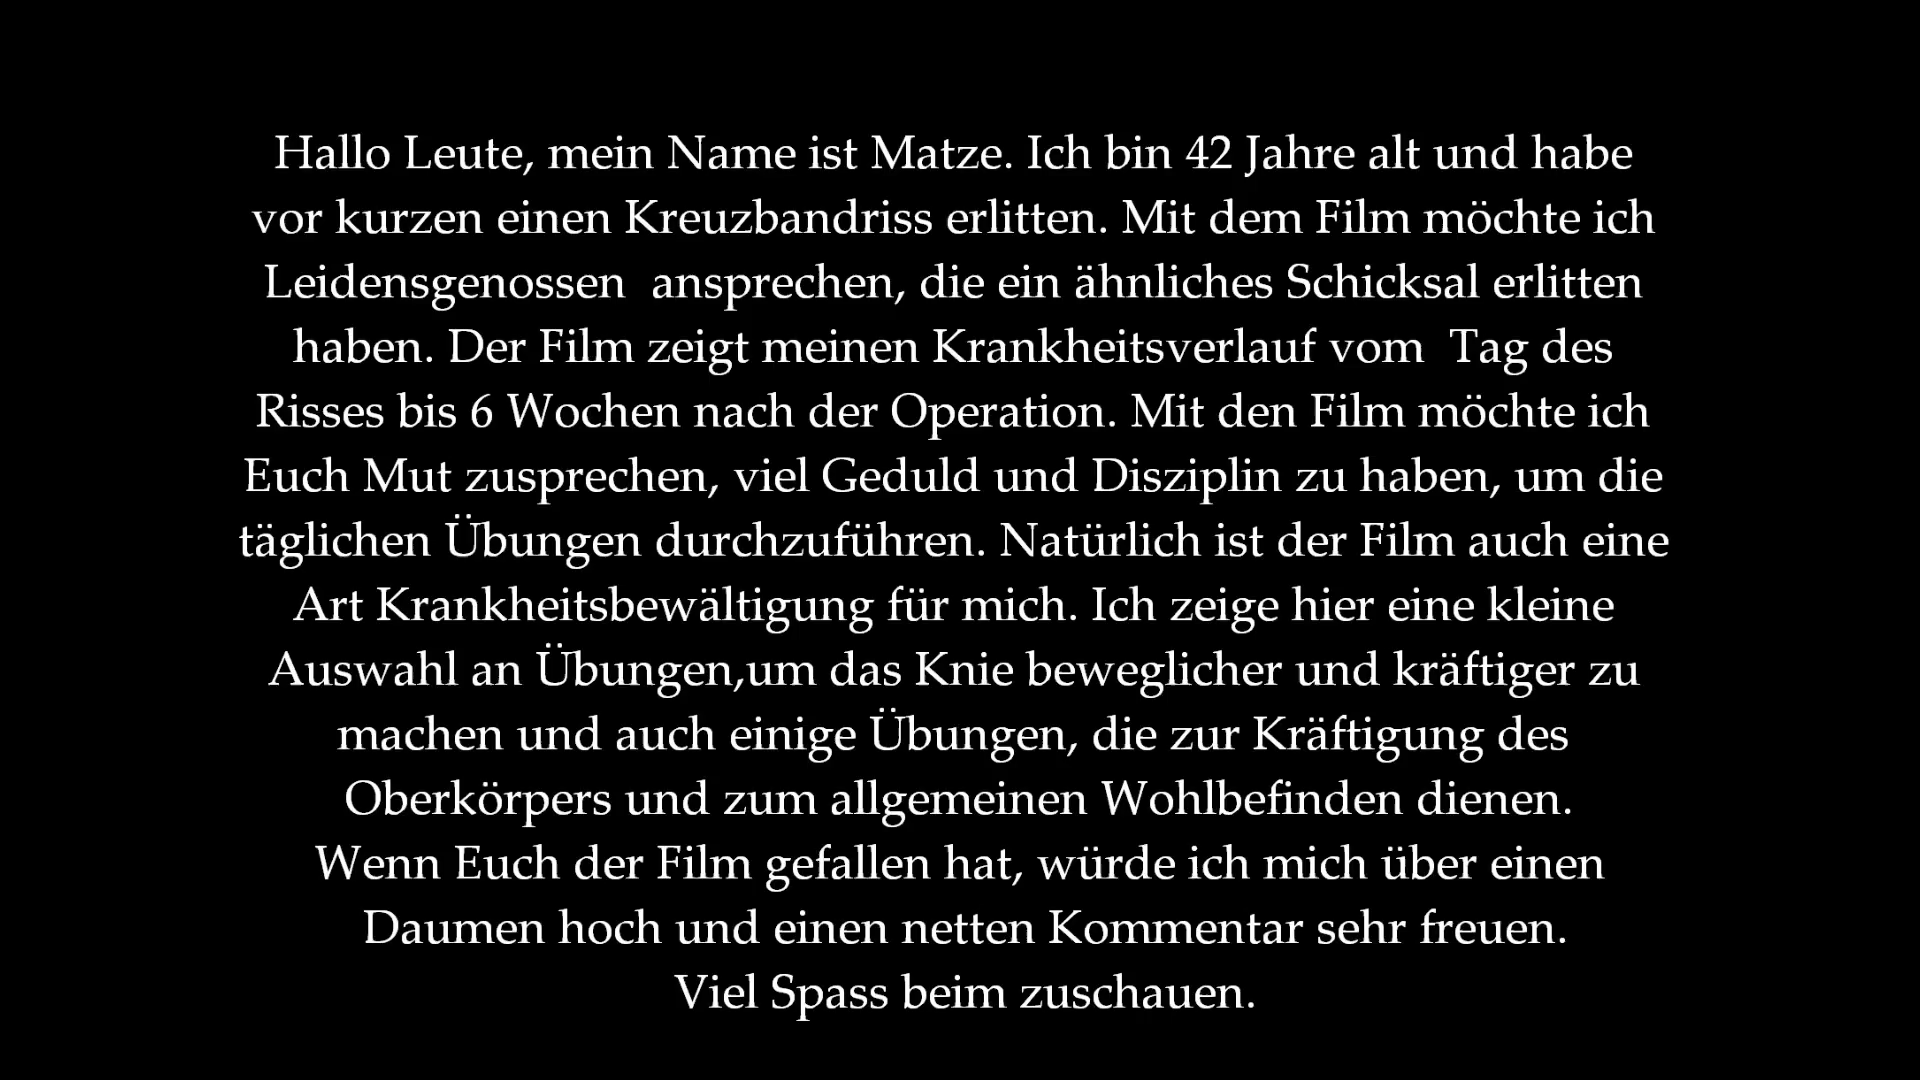 Hallo Leute, mein Name ist Matze. Ich bin 42 Jahre alt und habe
vor kurzen einen Kreuzbandriss erlitten. Mit dem Film möchte ich
Leidensgenossen  ansprechen, die ein ähnliches Schicksal erlitten
haben. Der Film zeigt meinen Krankheitsverlauf vom  Tag des
Risses bis 6 Wochen nach der Operation. Mit den Film möchte ich
Euch Mut zusprechen, viel Geduld und Disziplin zu haben, um die
täglichen Übungen durchzuführen. Natürlich ist der Film auch eine
Art Krankheitsbewältigung für mich. Ich zeige hier eine kleine
Auswahl an Übungen,um das Knie beweglicher und kräftiger zu
machen und auch einige Übungen, die zur Kräftigung des
Oberkörpers und zum allgemeinen Wohlbefinden dienen.
Wenn Euch der Film gefallen hat, würde ich mich über einen
Daumen hoch und einen netten Kommentar sehr freuen.
Viel Spass beim zuschauen.